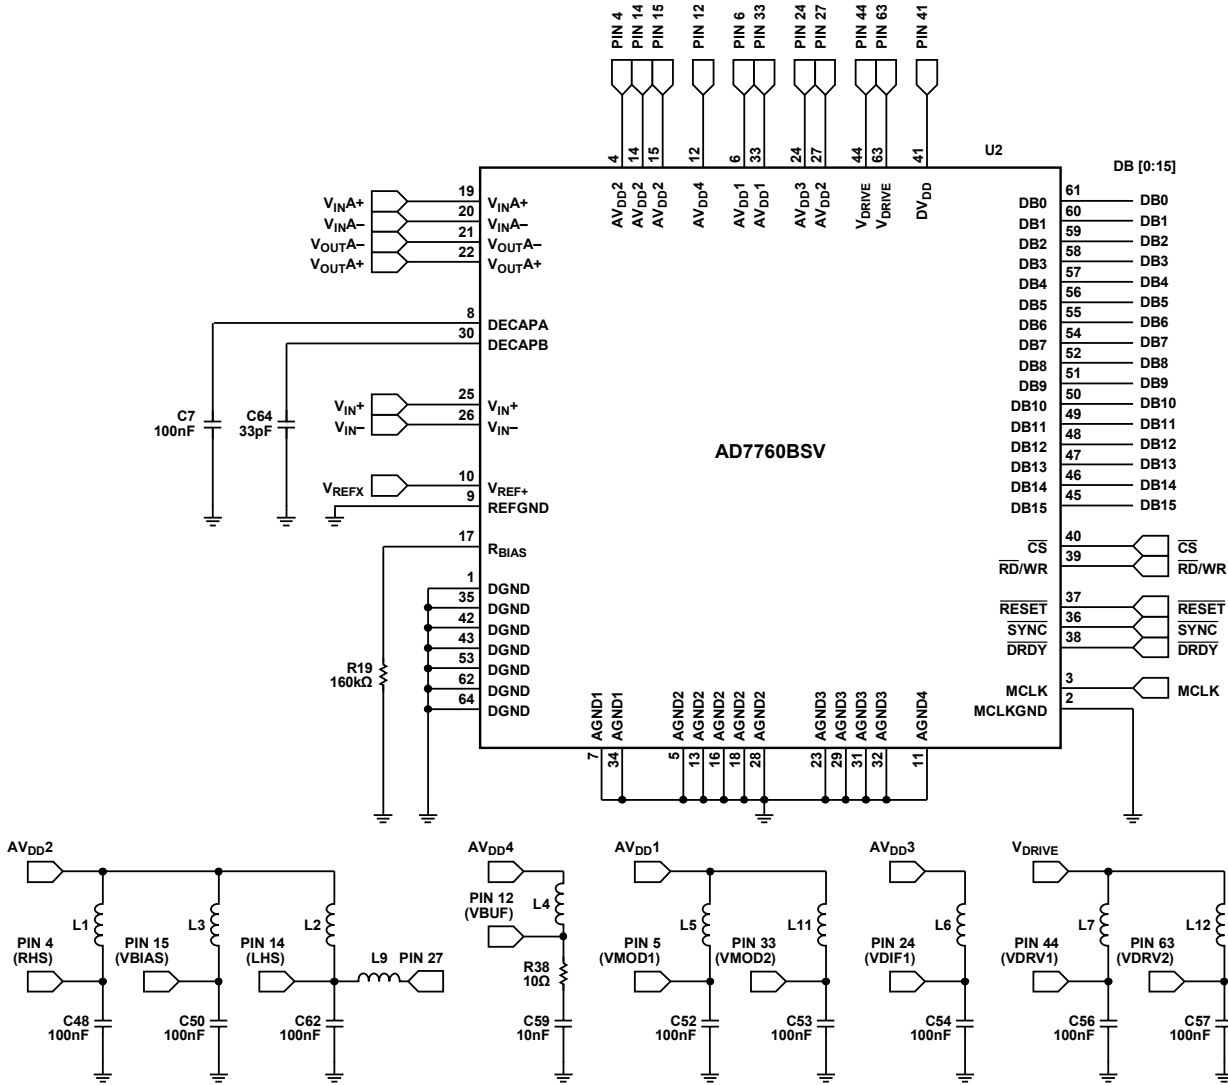 PIN 4
PIN 14
PIN 15
PIN 12
PIN 6
PIN 33
PIN 24
PIN 27
PIN 44
PIN 63
PIN 41
4
14
15
12
6
33
24
27
44
63
41
U2
DB [0:15]
AVDD2
AVDD2
AVDD2
AVDD4
AVDD1
AVDD1
AVDD3
AVDD2
VDRIVE
VDRIVE
DVDD
VINA+ 19 VINA+
VINA− 20 VINA−
VOUTA− 21 VOUTA−
VOUTA+ 22 VOUTA+
8 DECAPA
30 DECAPB
C7
100nF
C64
33pF
VIN+ 25 VIN+
VIN− 26 VIN−
VREFX 10 VREF+
9 REFGND
17 RBIAS
R19
160kΩ
1 DGND
35 DGND
42 DGND
43 DGND
53 DGND
62 DGND
64 DGND
AD7760BSV
DB0 61 DB0
DB1 60 DB1
DB2 59 DB2
DB3 58 DB3
DB4 57 DB4
DB5 56 DB5
DB6 55 DB6
DB7 54 DB7
DB8 52 DB8
DB9 51 DB9
DB10 50 DB10
DB11 49 DB11
DB12 48 DB12
DB13 47 DB13
DB14 46 DB14
DB15 45 DB15
CS 40 CS
RD/WR 39 RD/WR
RESET 37 RESET
SYNC 36 SYNC
DRDY 38 DRDY
MCLK 3 MCLK
MCLKGND 2
AGND1
AGND1
AGND2
AGND2
AGND2
AGND2
AGND2
AGND3
AGND3
AGND3
AGND3
AGND4
7
34
5
13
16
18
28
23
29
31
32
11
AVDD2
L1
L3
L2
PIN 4
(RHS)
PIN 15
(VBIAS)
PIN 14
(LHS)
L9
PIN 27
C48
100nF
C50
100nF
C62
100nF
AVDD4
PIN 12
(VBUF)
L4
R38
10Ω
C59
10nF
AVDD1
L5
L11
PIN 5
(VMOD1)
PIN 33
(VMOD2)
C52
100nF
C53
100nF
AVDD3
L6
PIN 24
(VDIF1)
C54
100nF
VDRIVE
L7
L12
PIN 44
(VDRV1)
PIN 63
(VDRV2)
C56
100nF
C57
100nF